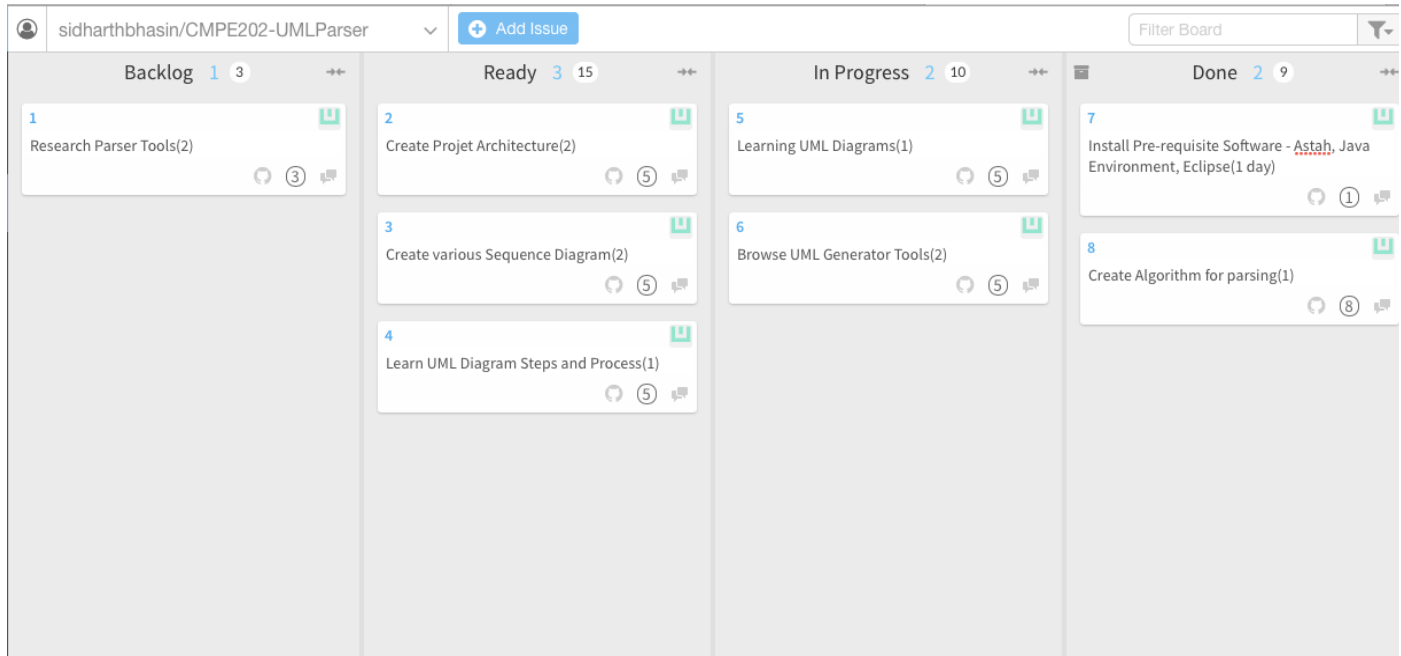 sidharthbhasin/CMPE202-UMLParser
Add Issue
Filter Board
Backlog 1 3
1
Research Parser Tools(2)
3
Ready 3 15
2
Create Projet Architecture(2)
5
3
Create various Sequence Diagram(2)
5
4
Learn UML Diagram Steps and Process(1)
5
In Progress 2 10
5
Learning UML Diagrams(1)
5
6
Browse UML Generator Tools(2)
5
Done 2 9
7
Install Pre-requisite Software - Astah, Java
Environment, Eclipse(1 day)
1
8
Create Algorithm for parsing(1)
8